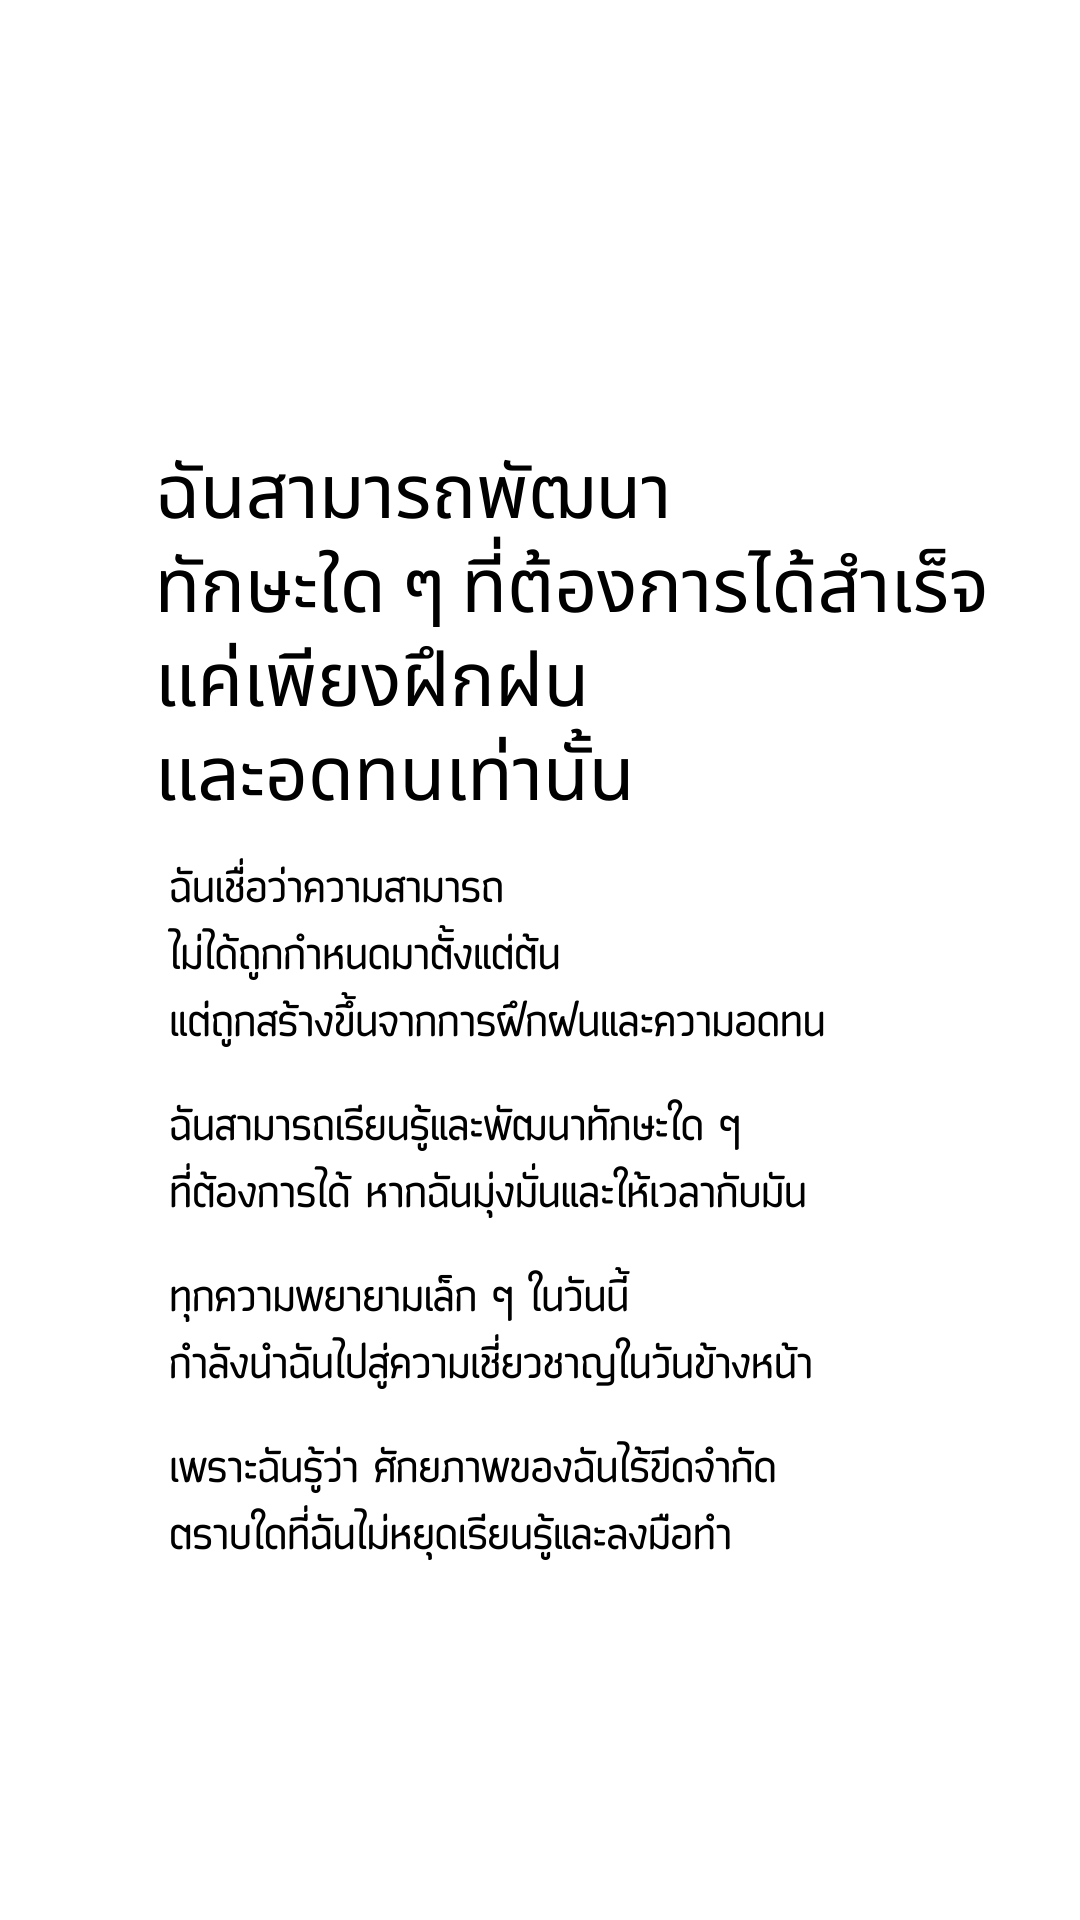 ฉันสามารถพัฒนา
ทักษะใด ๆ ที่ต้องการได้สำเร็จ
แค่เพียงฝึกฝน
และอดทนเท่านั้น
ฉันเชื่อว่าความสามารถ
ไม่ได้ถูกกำหนดมาตั้งแต่ต้น
แต่ถูกสร้างขึ้นจากการฝึกฝนและความอดทน
ฉันสามารถเรียนรู้และพัฒนาทักษะใด ๆ
ที่ต้องการได้ หากฉันมุ่งมั่นและให้เวลากับมัน
ทุกความพยายามเล็ก ๆ ในวันนี้
กำลังนำฉันไปสู่ความเชี่ยวชาญในวันข้างหน้า
เพราะฉันรู้ว่า ศักยภาพของฉันไร้ขีดจำกัด
ตราบใดที่ฉันไม่หยุดเรียนรู้และลงมือทำ